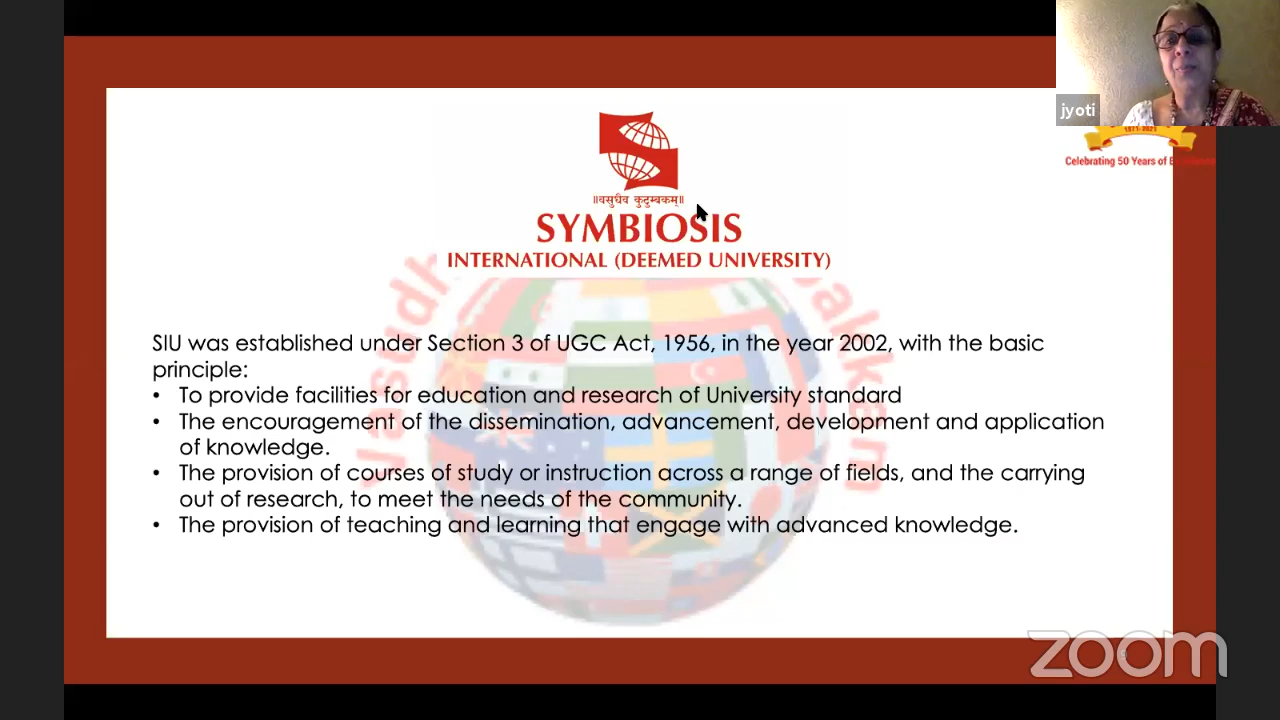 jyoti
1971-2021
Celebrating 50 Years of
॥वसुधैव कुटुम्बकम्॥
SYMBIOSIS
INTERNATIONAL (DEEMED UNIVERSITY)
SIU was established under Section 3 of UGC Act, 1956, in the year 2002, with the basic
principle:
• To provide facilities for education and research of University standard
• The encouragement of the dissemination, advancement, development and application
of knowledge.
• The provision of courses of study or instruction across a range of fields, and the carrying
out of research, to meet the needs of the community.
• The provision of teaching and learning that engage with advanced knowledge.
zoom